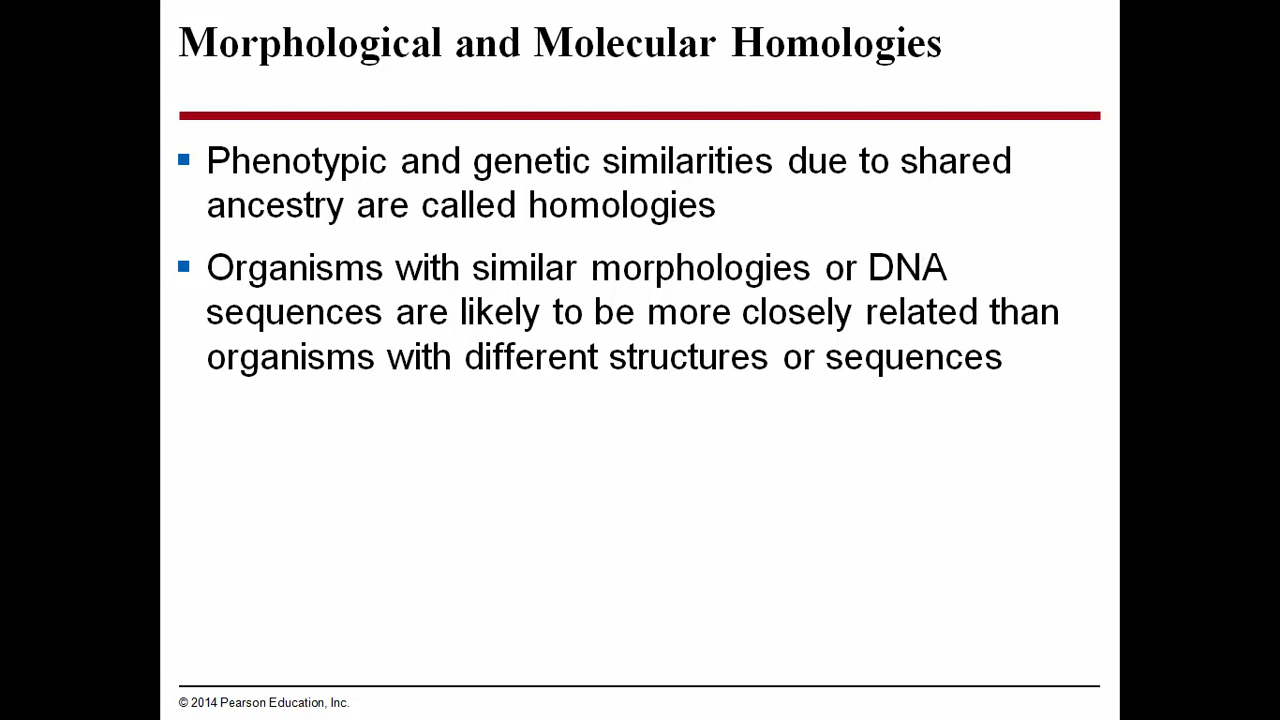 Morphological and Molecular Homologies
Phenotypic and genetic similarities due to shared
ancestry are called homologies
Organisms with similar morphologies or DNA
sequences are likely to be more closely related than
organisms with different structures or sequences
© 2014 Pearson Education, Inc.